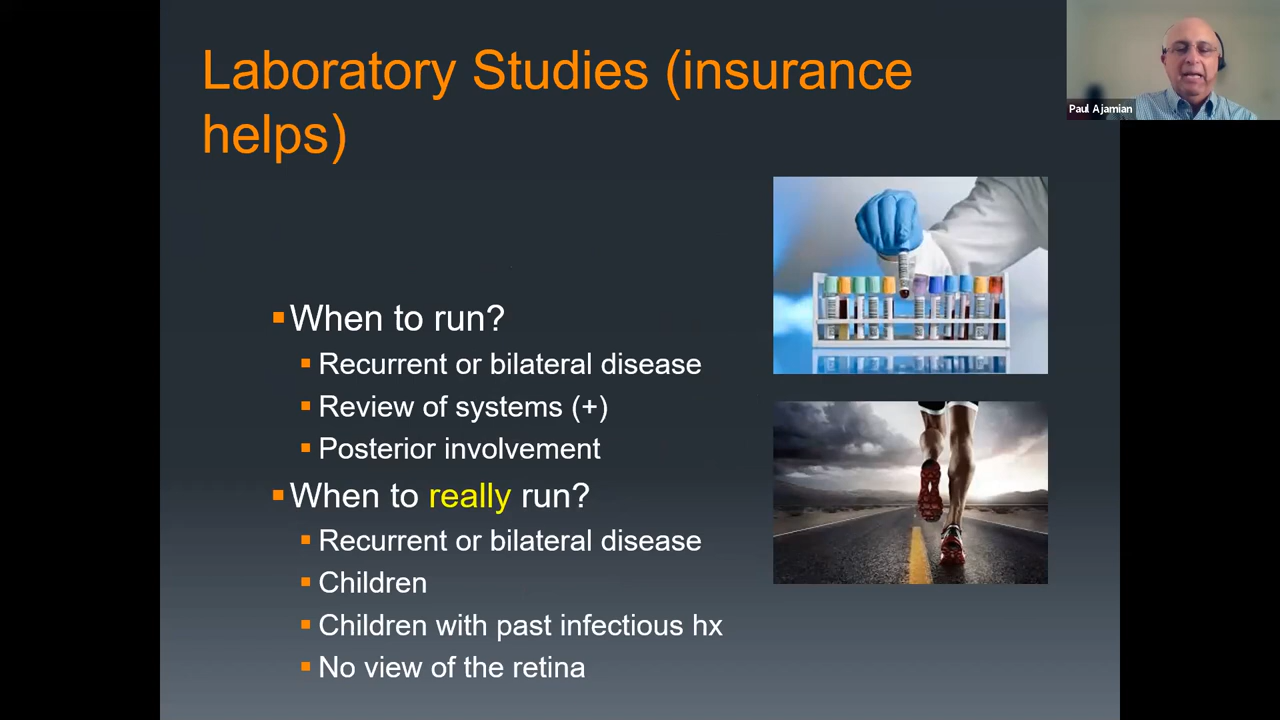 Laboratory Studies (insurance
helps)
Paul Ajamian
When to run?
Recurrent or bilateral disease
Review of systems (+)
Posterior involvement
When to really run?
Recurrent or bilateral disease
Children
Children with past infectious hx
No view of the retina